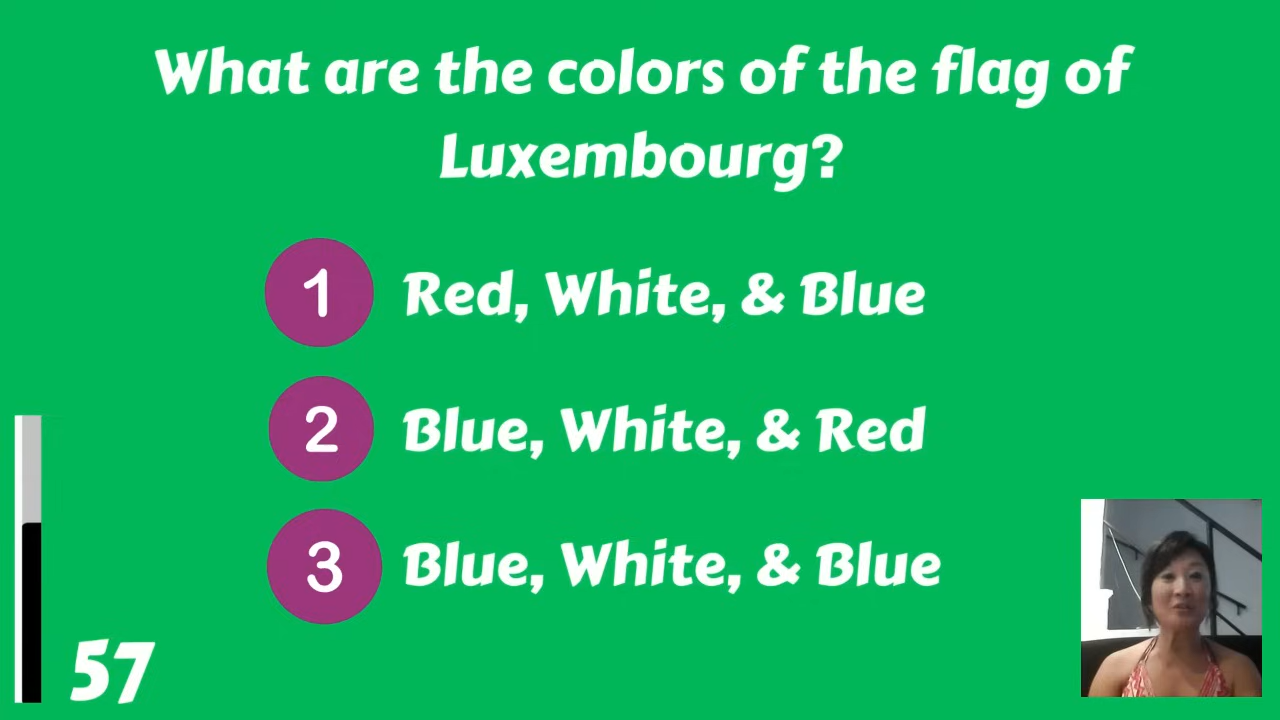 What are the colors of the flag of
Luxembourg?
1 Red, White, & Blue
2 Blue, White, & Red
3 Blue, White, & Blue
57